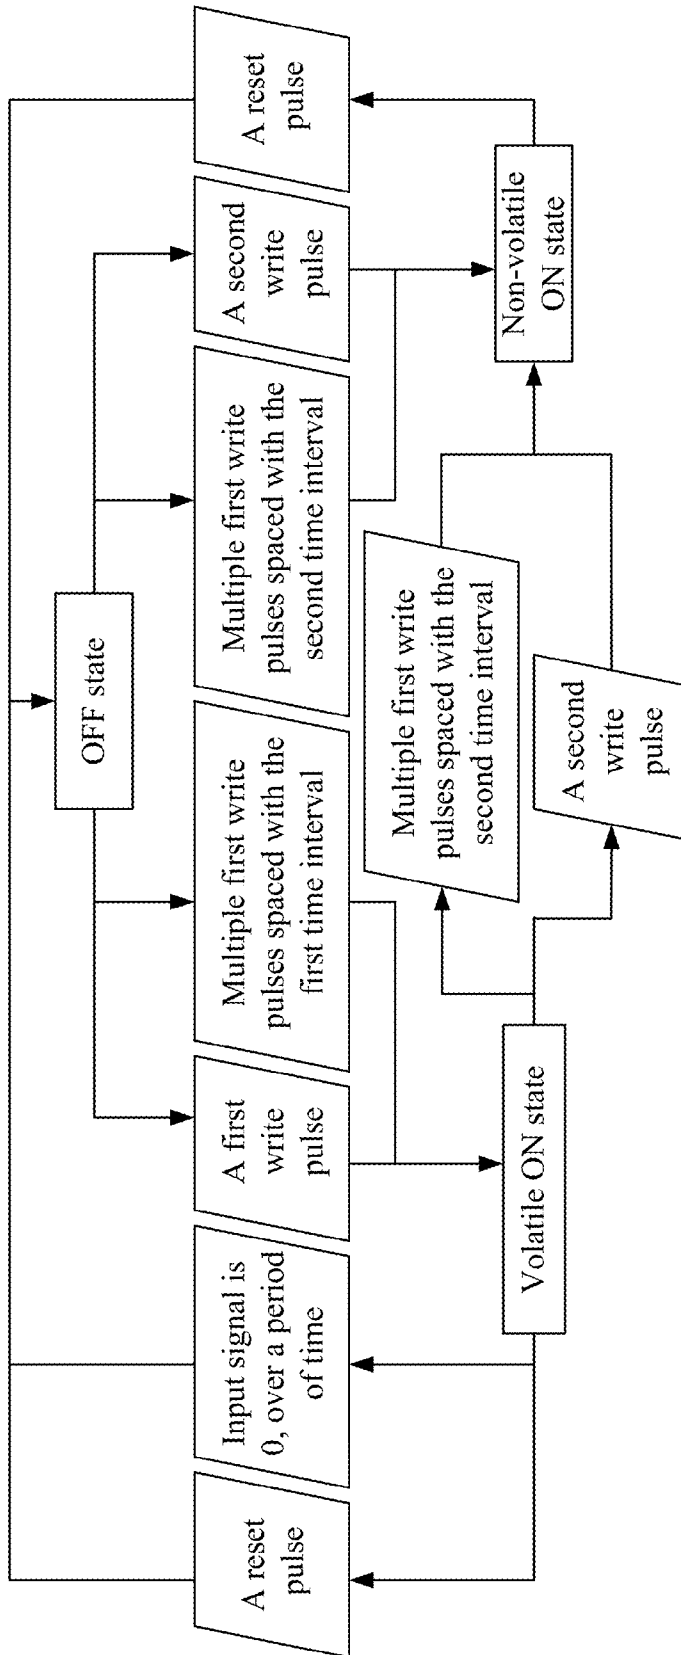 OFF state
A reset
pulse
Input signal is
0, over a period
of time
A first
write
pulse
Multiple first write
pulses spaced with the
first time interval
Multiple first write
pulses spaced with the
second time interval
A second
write
pulse
A reset
pulse
Multiple first write
pulses spaced with the
second time interval
Volatile ON state
Non-volatile
ON state
A second
write
pulse